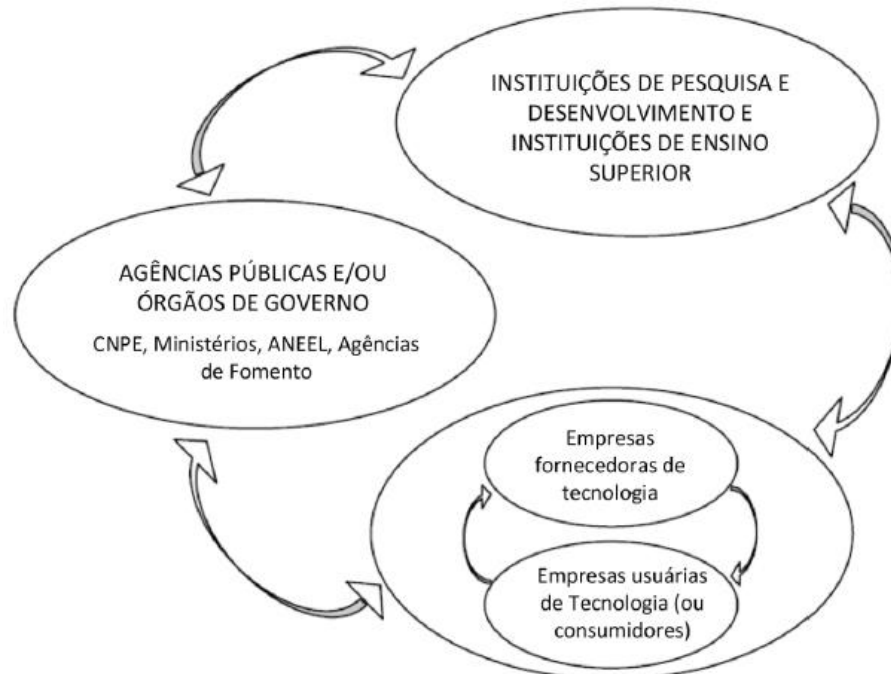 INSTITUIÇÕES DE PESQUISA E
DESENVOLVIMENTO E
INSTITUIÇÕES DE ENSINO
SUPERIOR
AGÊNCIAS PÚBLICAS E/OU
ÓRGÃOS DE GOVERNO
CNPE, Ministérios, ANEEL, Agências
de Fomento
Empresas
fornecedoras de
tecnologia
Empresas usuárias
de Tecnologia (ou
consumidores)